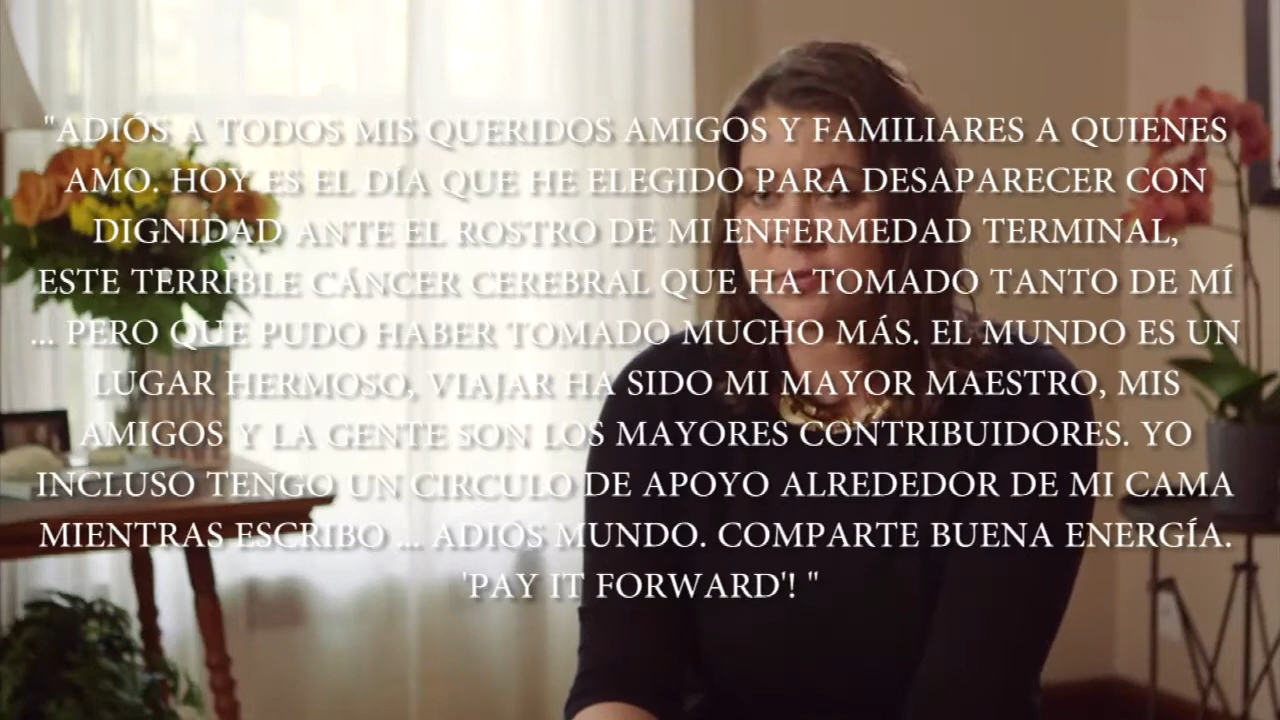 "ADIÓS A TODOS MIS QUERIDOS AMIGOS Y FAMILIARES A QUIENES
AMO. HOY ES EL DÍA QUE HE ELEGIDO PARA DESAPARECER CON
DIGNIDAD ANTE EL ROSTRO DE MI ENFERMEDAD TERMINAL,
ESTE TERRIBLE CÁNCER CEREBRAL QUE HA TOMADO TANTO DE MÍ
... PERO QUE PUDO HABER TOMADO MUCHO MÁS. EL MUNDO ES UN
LUGAR HERMOSO, VIAJAR HA SIDO MI MAYOR MAESTRO, MIS
AMIGOS Y LA GENTE SON LOS MAYORES CONTRIBUIDORES. YO
INCLUSO TENGO UN CIRCULO DE APOYO ALREDEDOR DE MI CAMA
MIENTRAS ESCRIBO ... ADIÓS MUNDO. COMPARTE BUENA ENERGÍA.
'PAY IT FORWARD'! "